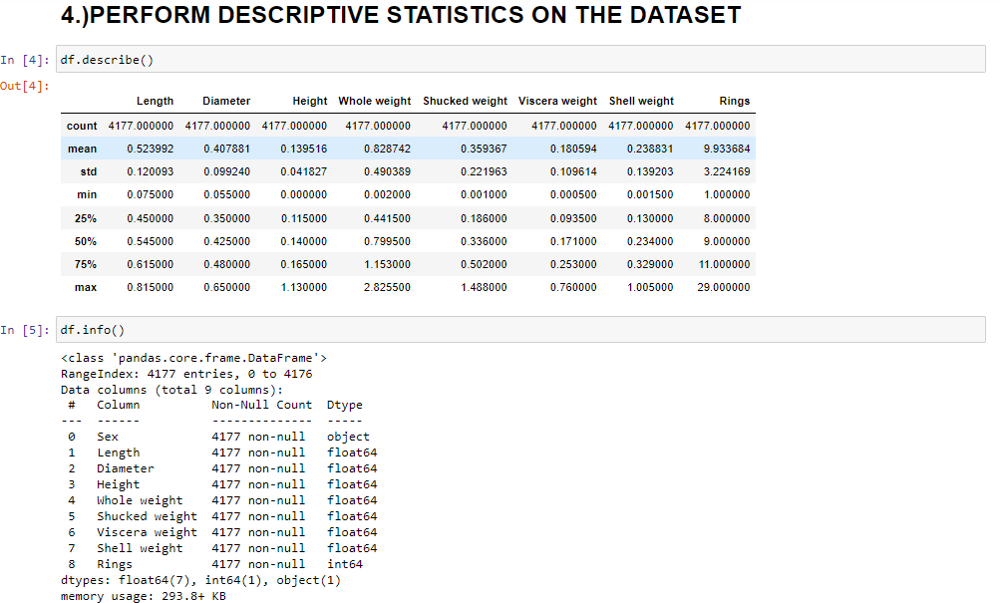 4.)PERFORM DESCRIPTIVE STATISTICS ON THE DATASET
In [4]: df.describe()
Out[4]:
Length Diameter Height Whole weight Shucked weight Viscera weight Shell weight Rings
count 4177.000000 4177.000000 4177.000000 4177.000000 4177.000000 4177.000000 4177.000000 4177.000000
mean 0.523992 0.407881 0.139516 0.828742 0.359367 0.180594 0.238831 9.933684
std 0.120093 0.099240 0.041827 0.490389 0.221963 0.109614 0.139203 3.224169
min 0.075000 0.055000 0.000000 0.002000 0.001000 0.000500 0.001500 1.000000
25% 0.450000 0.350000 0.115000 0.441500 0.186000 0.093500 0.130000 8.000000
50% 0.545000 0.425000 0.140000 0.799500 0.336000 0.171000 0.234000 9.000000
75% 0.615000 0.480000 0.165000 1.153000 0.502000 0.253000 0.329000 11.000000
max 0.815000 0.650000 1.130000 2.825500 1.488000 0.760000 1.005000 29.000000
In [5]: df.info()
<class 'pandas.core.frame.DataFrame'>
RangeIndex: 4177 entries, 0 to 4176
Data columns (total 9 columns):
#   Column          Non-Null Count  Dtype
---  ------          --------------  -----
0   Sex             4177 non-null   object
1   Length          4177 non-null   float64
2   Diameter        4177 non-null   float64
3   Height          4177 non-null   float64
4   Whole weight    4177 non-null   float64
5   Shucked weight  4177 non-null   float64
6   Viscera weight  4177 non-null   float64
7   Shell weight    4177 non-null   float64
8   Rings           4177 non-null   int64
dtypes: float64(7), int64(1), object(1)
memory usage: 293.8+ KB